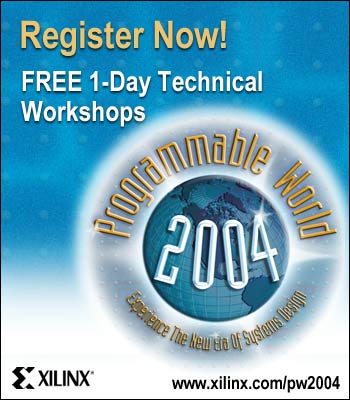 Register Now!
FREE 1-Day Technical
Workshops
Programmable World
2004
Experience The New Era Of Systems Design
XILINX®
www.xilinx.com/pw2004